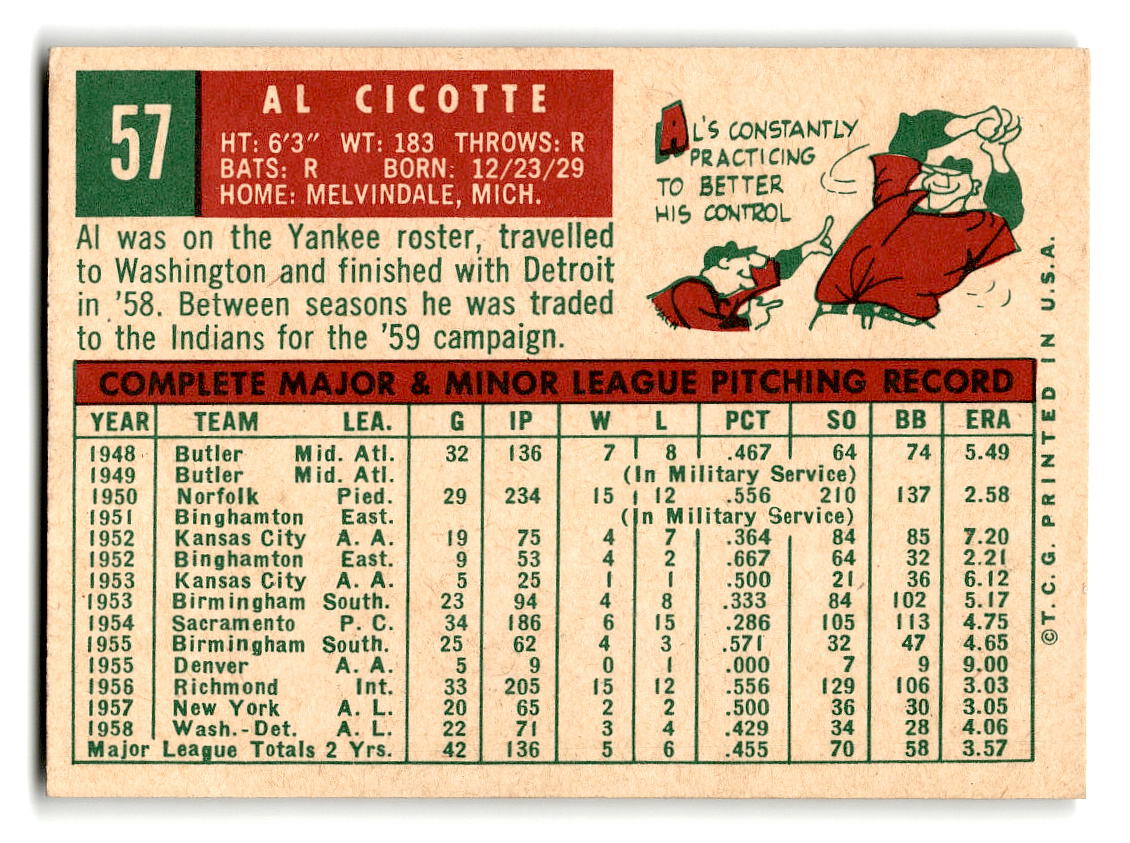 57
AL CICOTTE
HT: 6'3" WT: 183 THROWS: R
BATS: R BORN: 12/23/29
HOME: MELVINDALE, MICH.
AL'S CONSTANTLY
PRACTICING
TO BETTER
HIS CONTROL
Al was on the Yankee roster, travelled
to Washington and finished with Detroit
in '58. Between seasons he was traded
to the Indians for the '59 campaign.
COMPLETE MAJOR & MINOR LEAGUE PITCHING RECORD
YEAR TEAM LEA. G IP W L PCT SO BB ERA
1948 Butler Mid. Atl. 32 136 7 8 .467 64 74 5.49
1949 Butler Mid. Atl. (In Military Service)
1950 Norfolk Pied. 29 234 15 12 .556 210 137 2.58
1951 Binghamton East. (In Military Service)
1952 Kansas City A. A. 19 75 4 7 .364 84 85 7.20
1952 Binghamton East. 9 53 4 2 .667 64 32 2.21
1953 Kansas City A. A. 5 25 1 1 .500 21 36 6.12
1953 Birmingham South. 23 94 4 8 .333 84 102 5.17
1954 Sacramento P. C. 34 186 6 15 .286 105 113 4.75
1955 Birmingham South. 25 62 4 3 .571 32 47 4.65
1955 Denver A. A. 5 9 0 1 .000 7 9 9.00
1956 Richmond Int. 33 205 15 12 .556 129 106 3.03
1957 New York A. L. 20 65 2 2 .500 36 30 3.05
1958 Wash.-Det. A. L. 22 71 3 4 .429 34 28 4.06
Major League Totals 2 Yrs. 42 136 5 6 .455 70 58 3.57
©T.C.G. PRINTED IN U.S.A.